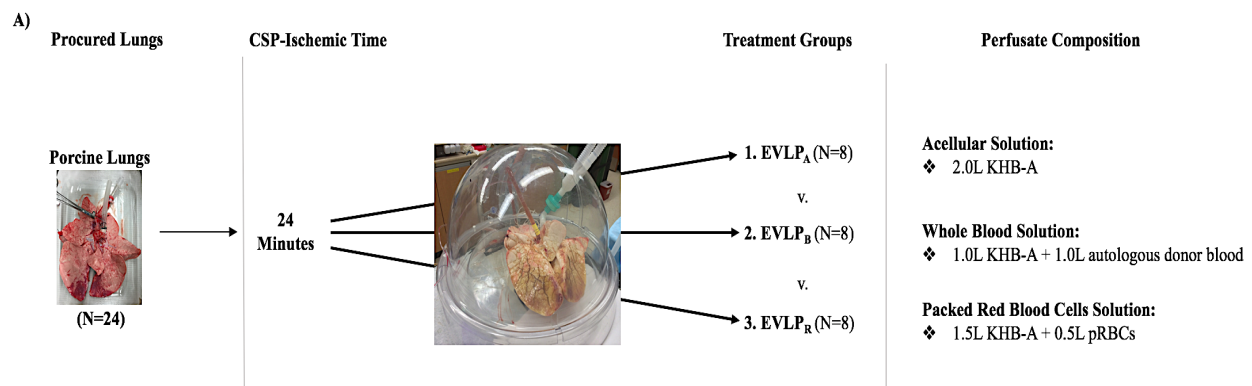 A)
Procured Lungs
CSP-Ischemic Time
Treatment Groups
Perfusate Composition
Porcine Lungs
(N=24)
24
Minutes
1. EVLPA (N=8)
v.
2. EVLPB (N=8)
v.
3. EVLPR (N=8)
Acellular Solution:
❖ 2.0L KHB-A
Whole Blood Solution:
❖ 1.0L KHB-A + 1.0L autologous donor blood
Packed Red Blood Cells Solution:
❖ 1.5L KHB-A + 0.5L pRBCs